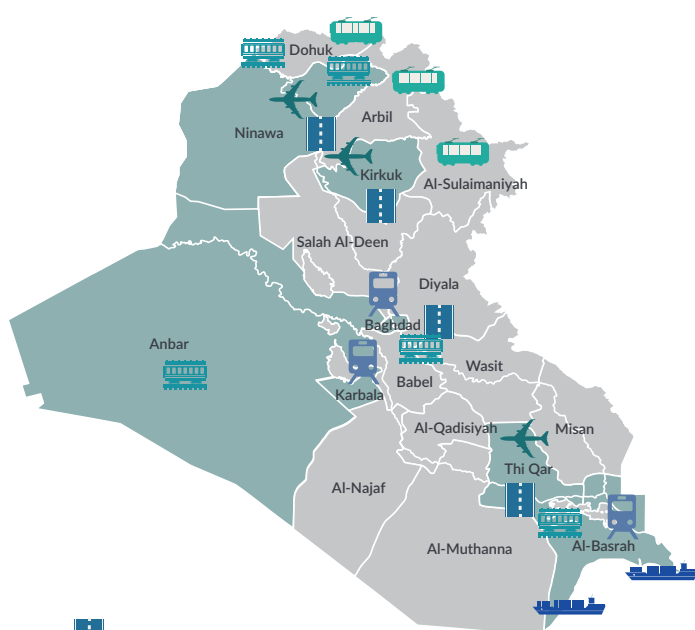 Dohuk
Arbil
Ninawa
Kirkuk
Al-Sulaimaniyah
Salah Al-Deen
Diyala
Baghdad
Anbar
Wasit
Babel
Karbala
Al-Qadisiyah
Misan
Thi Qar
Al-Najaf
Al-Basrah
Al-Muthanna